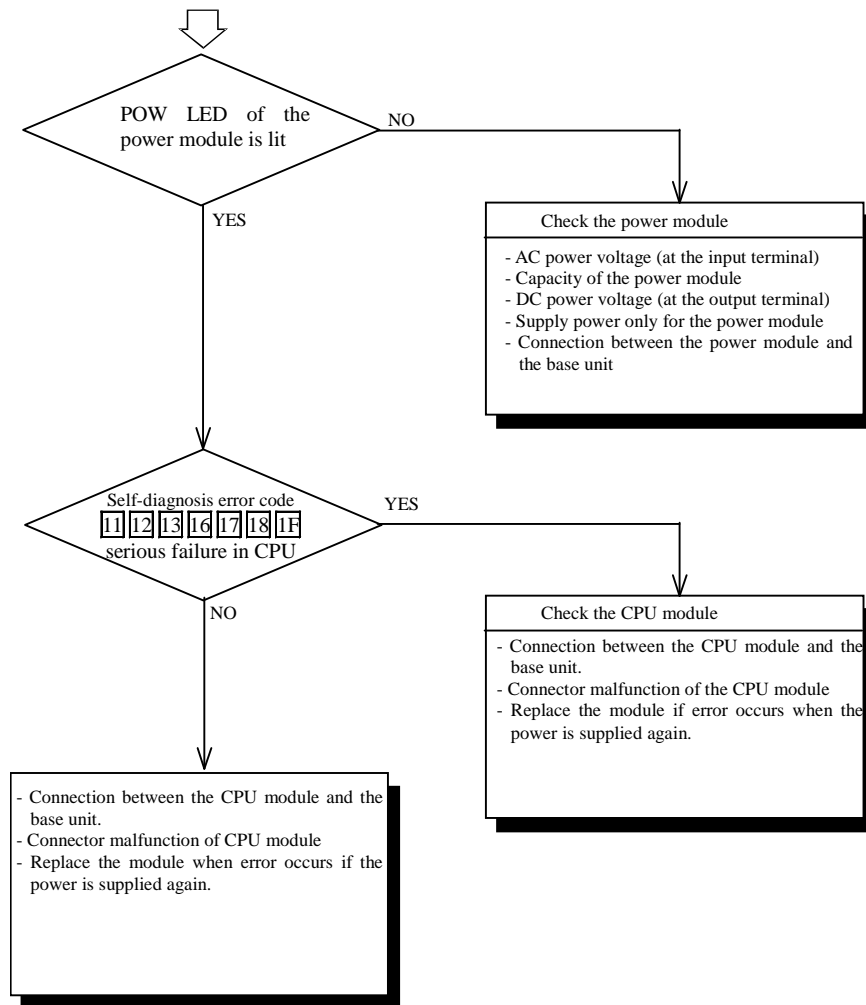 POW LED of the
power module is lit
NO
YES
Check the power module
- AC power voltage (at the input terminal)
- Capacity of the power module
- DC power voltage (at the output terminal)
- Supply power only for the power module
- Connection between the power module and
the base unit
Self-diagnosis error code
11 12 13 16 17 18 1F
serious failure in CPU
YES
NO
Check the CPU module
- Connection between the CPU module and the
base unit.
- Connector malfunction of the CPU module
- Replace the module if error occurs when the
power is supplied again.
- Connection between the CPU module and the
base unit.
- Connector malfunction of CPU module
- Replace the module when error occurs if the
power is supplied again.